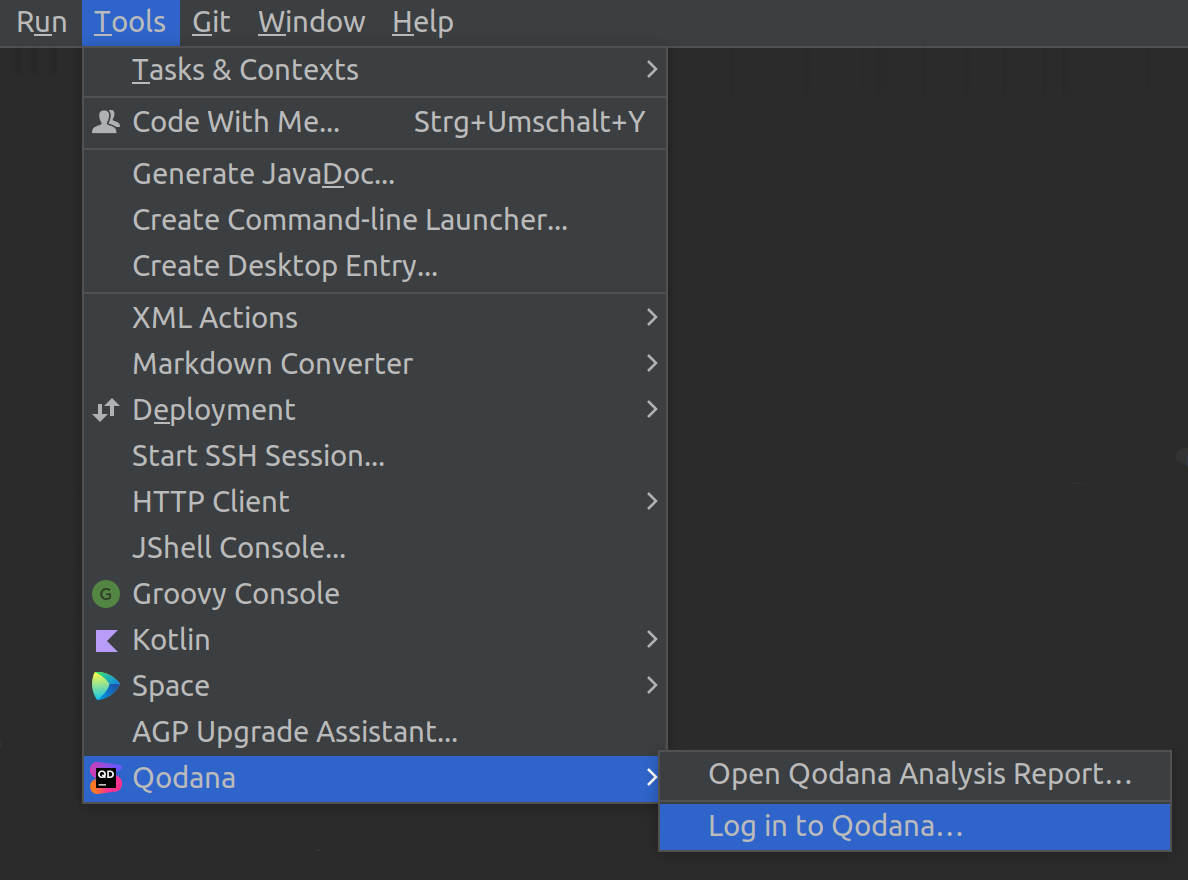 Run Tools Git Window Help
Tasks & Contexts
Code With Me... Strg+Umschalt+Y
Generate JavaDoc...
Create Command-line Launcher...
Create Desktop Entry...
XML Actions
Markdown Converter
Deployment
Start SSH Session...
HTTP Client
JShell Console...
G Groovy Console
Kotlin
Space
AGP Upgrade Assistant...
QD Qodana
Open Qodana Analysis Report...
Log in to Qodana...